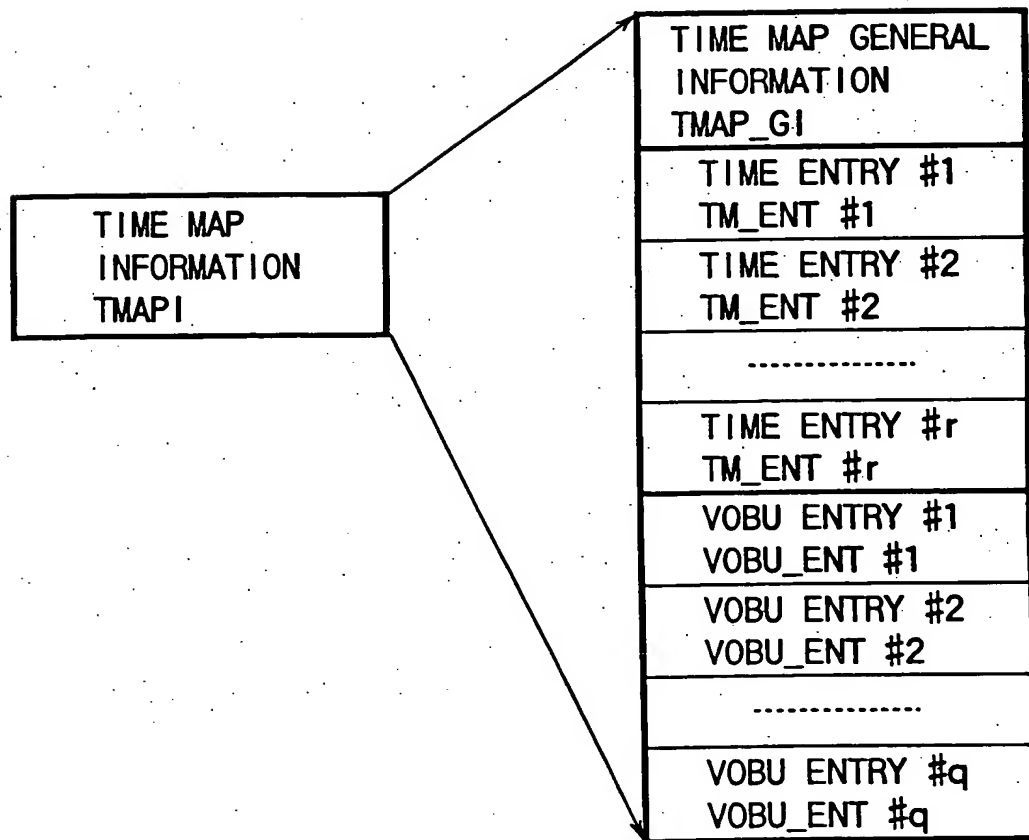 TIME MAP
INFORMATION
TMAPI
TIME MAP GENERAL
INFORMATION
TMAP_GI
TIME ENTRY #1
TM_ENT #1
TIME ENTRY #2
TM_ENT #2
---------------
TIME ENTRY #r
TM_ENT #r
VOBU ENTRY #1
VOBU_ENT #1
VOBU ENTRY #2
VOBU_ENT #2
---------------
VOBU ENTRY #q
VOBU_ENT #q